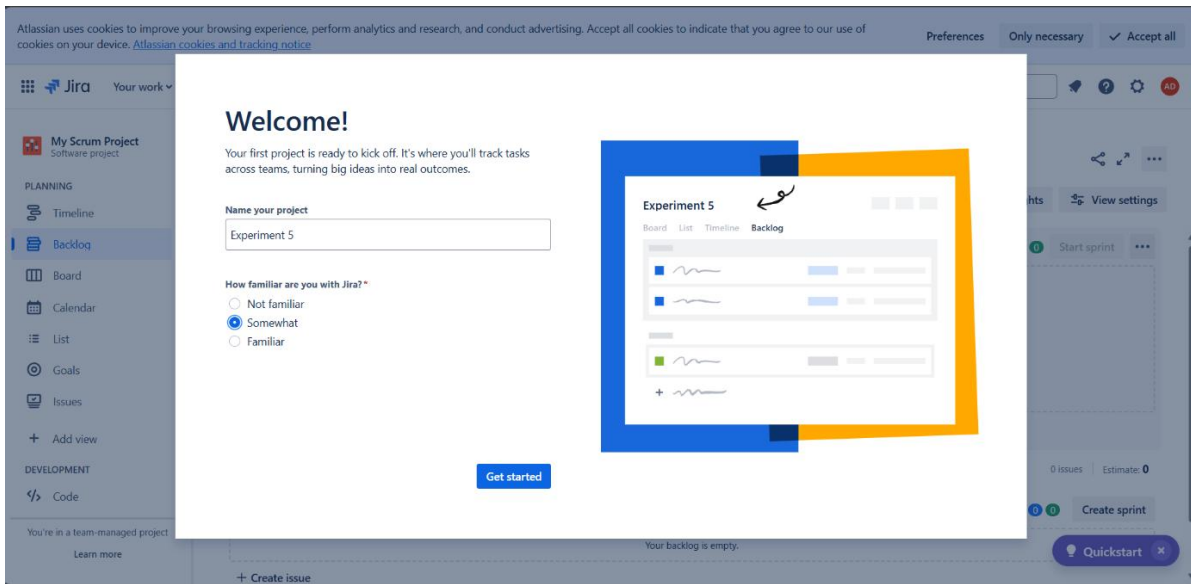 Atlassian uses cookies to improve your browsing experience, perform analytics and research, and conduct advertising. Accept all cookies to indicate that you agree to our use of
cookies on your device. Atlassian cookies and tracking notice
Preferences
Only necessary
Accept all
Jira
Your work
AD
My Scrum Project
Software project
PLANNING
Timeline
Backlog
Board
Calendar
List
Goals
Issues
Add view
DEVELOPMENT
Code
You're in a team-managed project
Learn more
Welcome!
Your first project is ready to kick off. It's where you'll track tasks
across teams, turning big ideas into real outcomes.
Name your project
Experiment 5
How familiar are you with Jira?*
Not familiar
Somewhat
Familiar
Get started
Experiment 5
Board List Timeline Backlog
View settings
0 Start sprint
0 issues Estimate: 0
0 0 Create sprint
Your backlog is empty.
+ Create issue
Quickstart